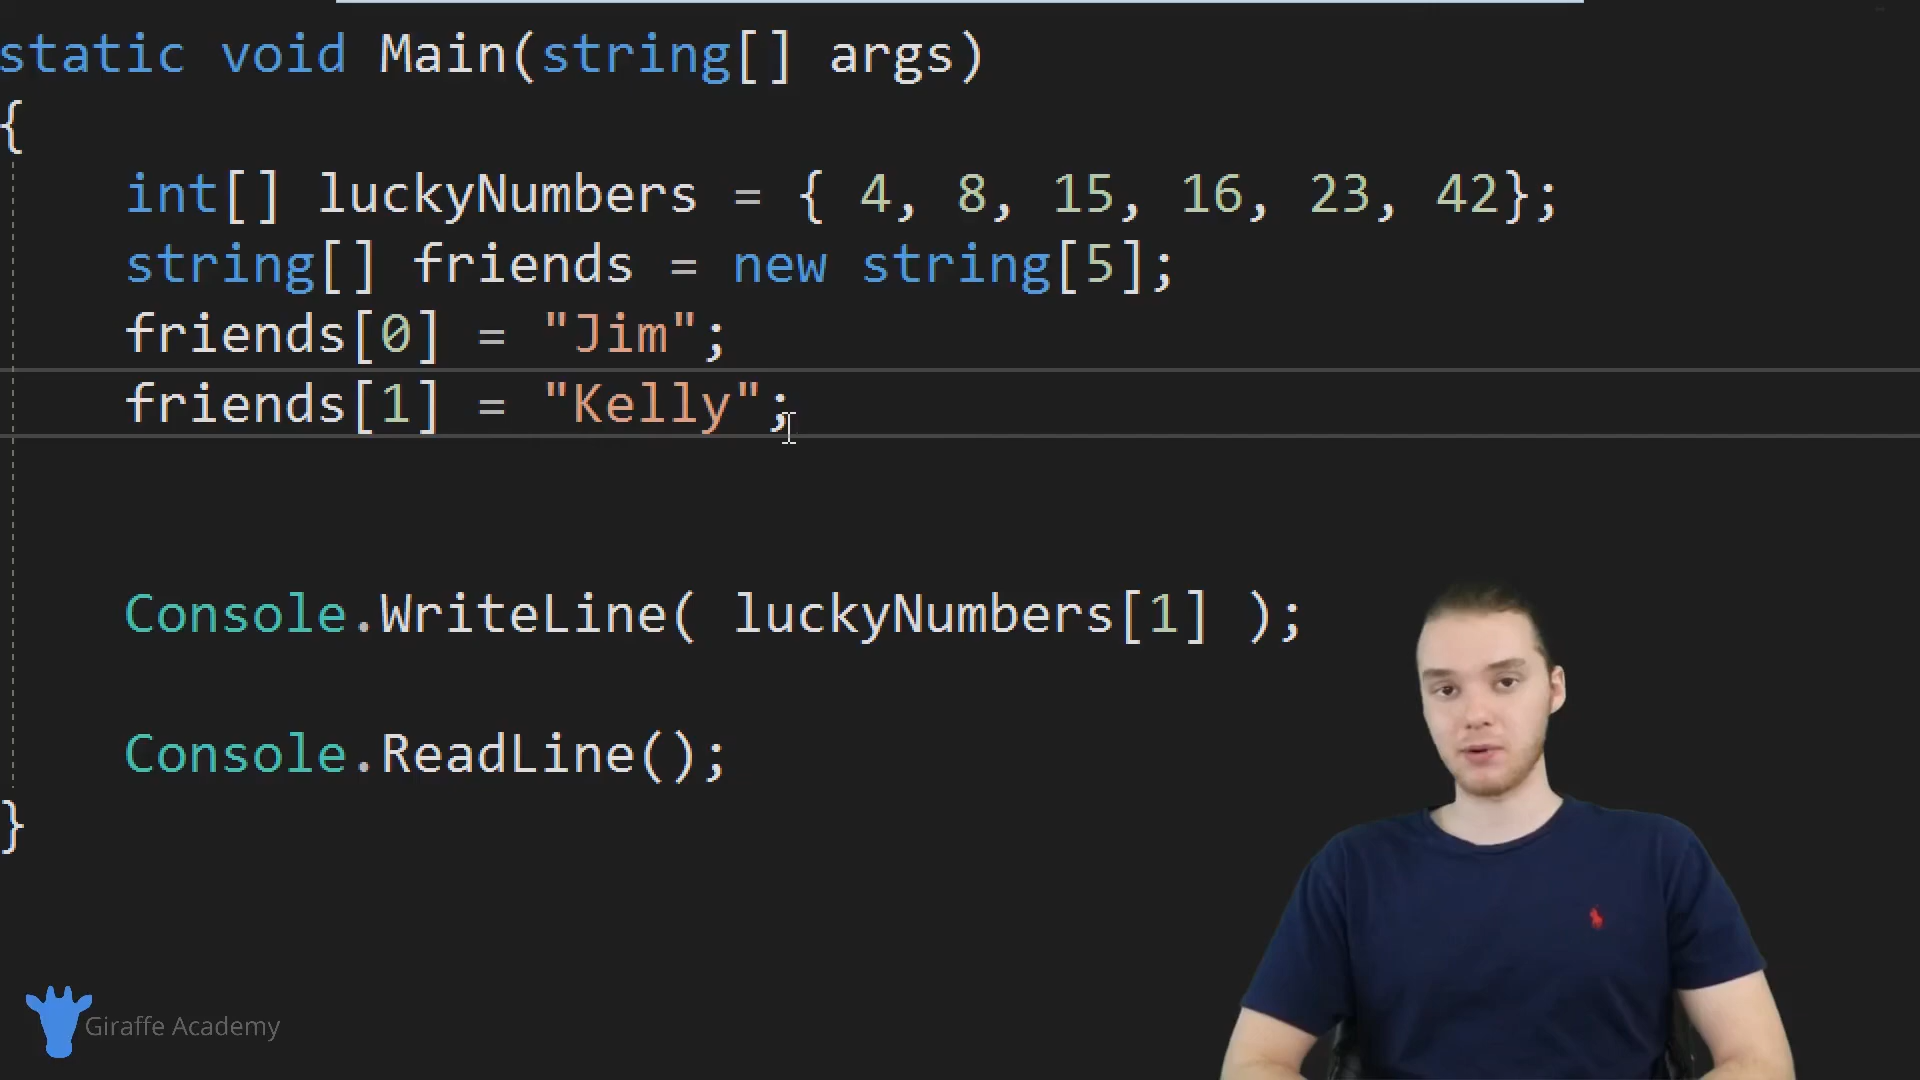 static void Main(string[] args)
{
int[] luckyNumbers = { 4, 8, 15, 16, 23, 42};
string[] friends = new string[5];
friends[0] = "Jim";
friends[1] = "Kelly";
Console.WriteLine( luckyNumbers[1] );
Console.ReadLine();
}
Giraffe Academy